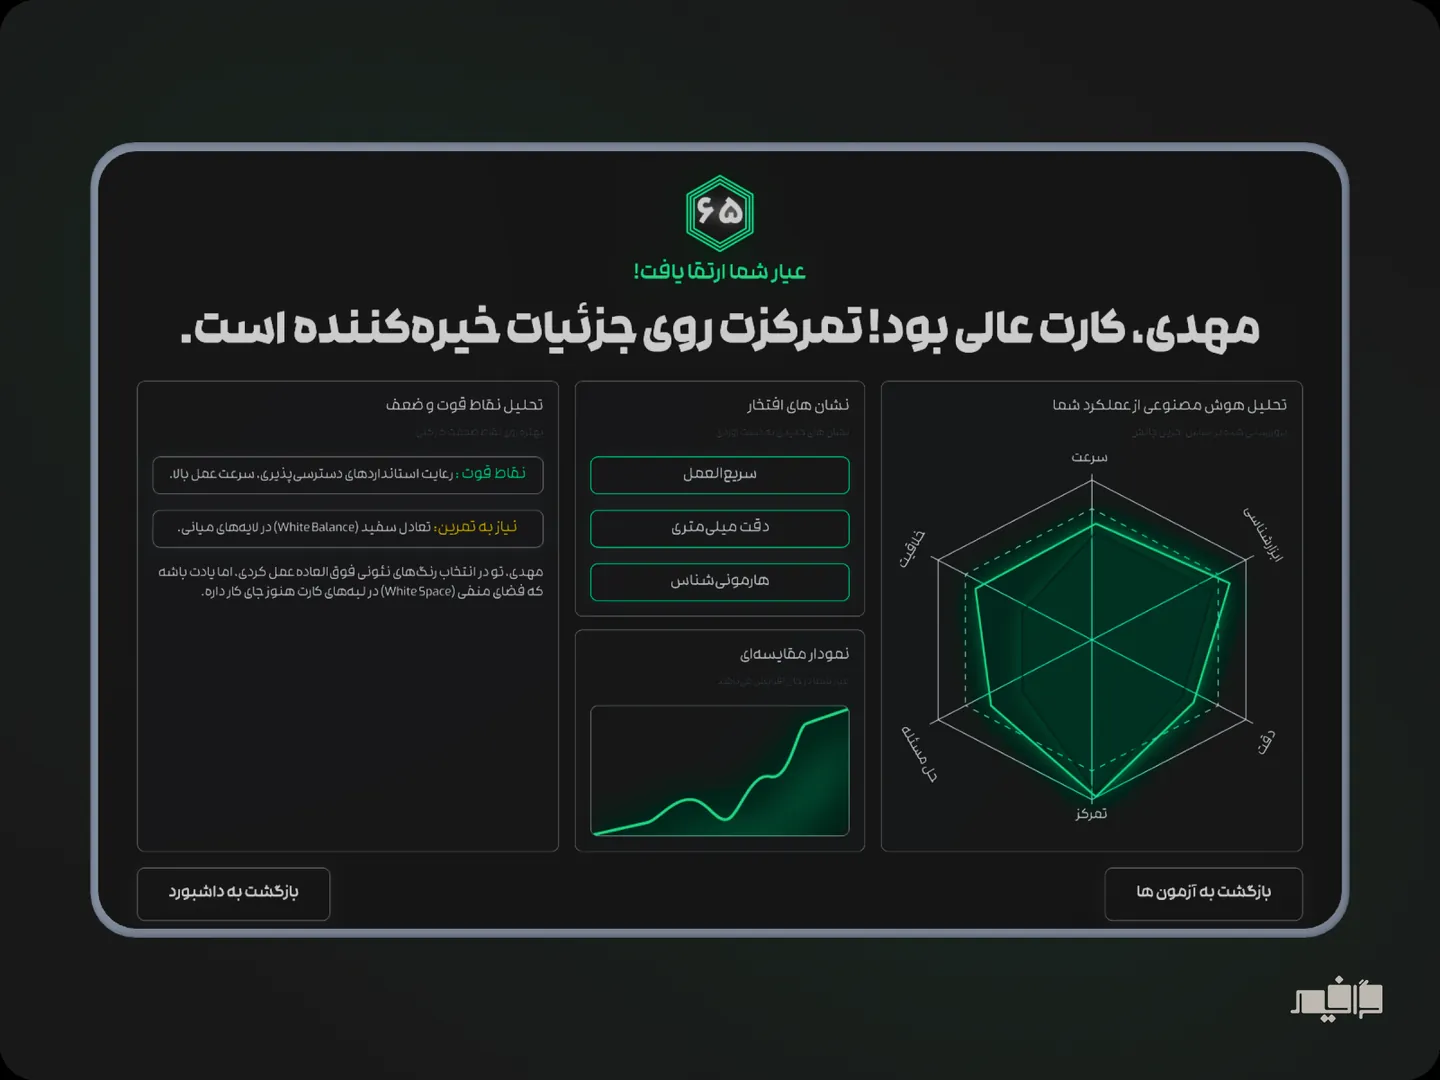 ۶۵
عیار شما ارتقا یافت!
مهدی، کارت عالی بود! تمرکزت روی جزئیات خیره‌کننده است.
تحلیل هوش مصنوعی از عملکرد شما
سرعت
ابزارشناسی
خلاقیت
دقت
حل مسئله
تمرکز
نشان های افتخار
سریع‌العمل
دقت میلی‌متری
هارمونی‌شناس
نمودار مقایسه‌ای
تحلیل نقاط قوت و ضعف
نقاط قوت : رعایت استانداردهای دسترسی‌پذیری، سرعت عمل بالا.
نیاز به تمرین: تعادل سفید (White Balance) در لایه‌های میانی.
مهدی، تو در انتخاب رنگ‌های نئونی فوق‌العاده عمل کردی، اما یادت باشه
که فضای منفی (White Space) در لبه‌های کارت هنوز جای کار داره.
بازگشت به آزمون ها
بازگشت به داشبورد